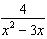 4
x² − 3x